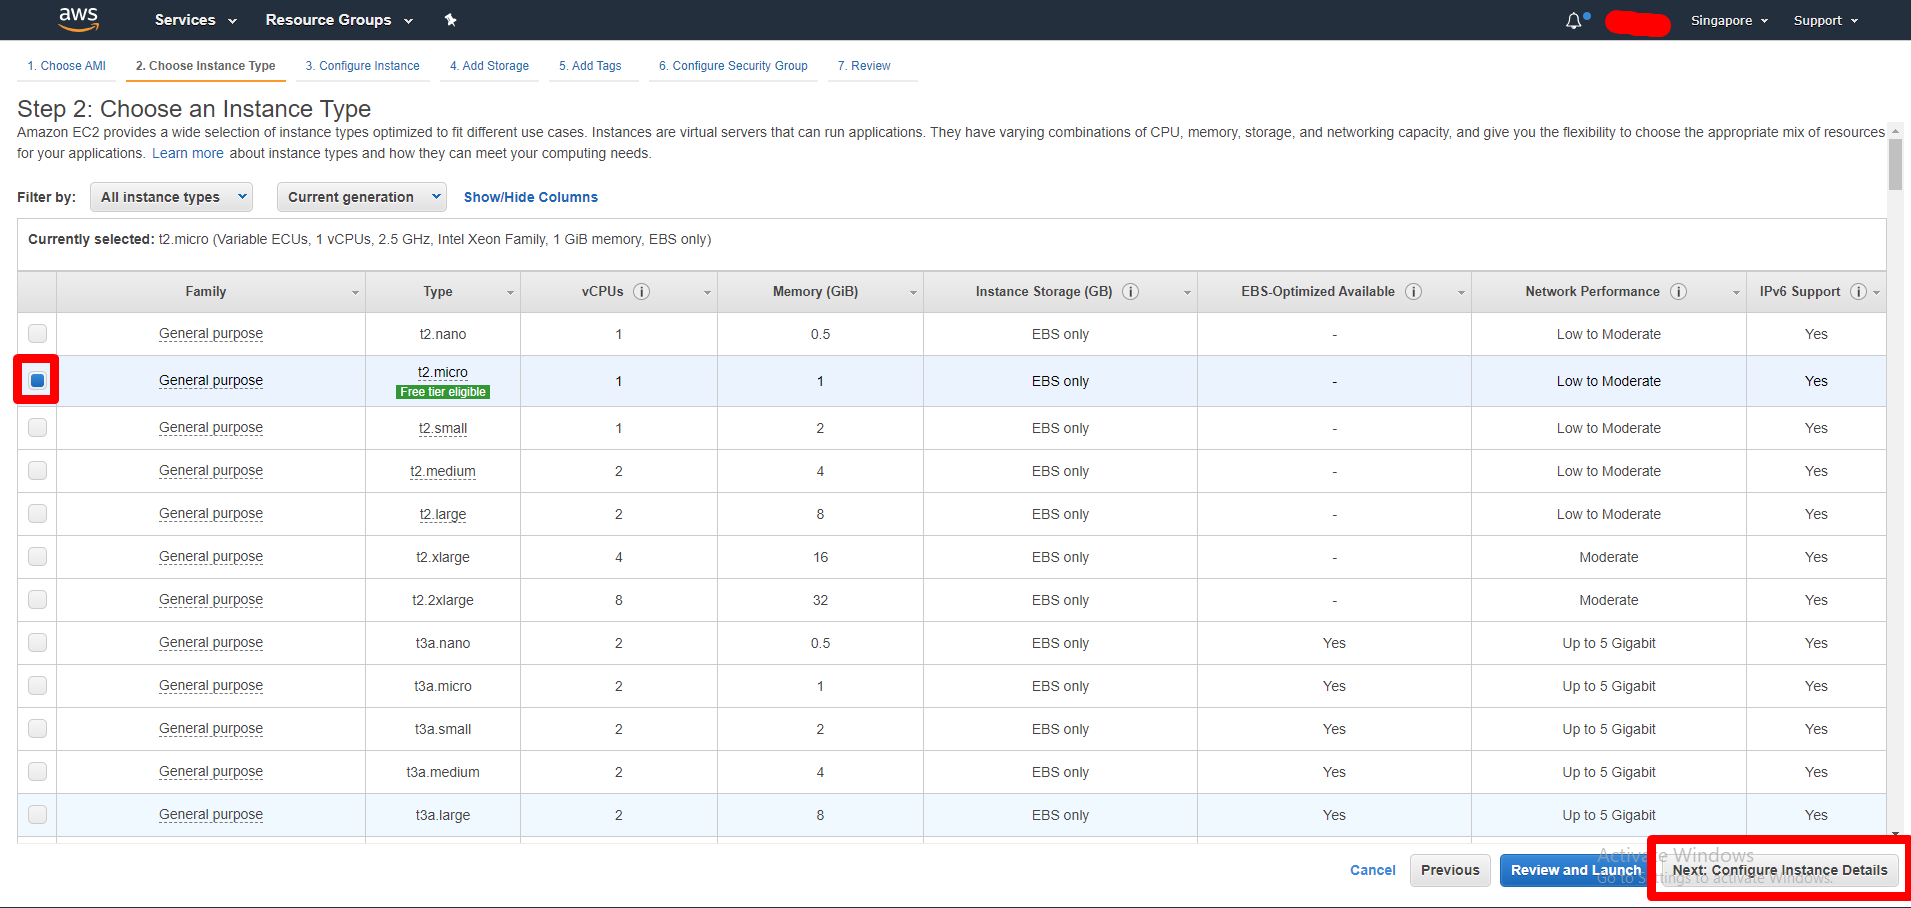 aws Services Resource Groups Singapore Support
1. Choose AMI 2. Choose Instance Type 3. Configure Instance 4. Add Storage 5. Add Tags 6. Configure Security Group 7. Review
Step 2: Choose an Instance Type
Amazon EC2 provides a wide selection of instance types optimized to fit different use cases. Instances are virtual servers that can run applications. They have varying combinations of CPU, memory, storage, and networking capacity, and give you the flexibility to choose the appropriate mix of resources
for your applications. Learn more about instance types and how they can meet your computing needs.
Filter by: All instance types Current generation Show/Hide Columns
Currently selected: t2.micro (Variable ECUs, 1 vCPUs, 2.5 GHz, Intel Xeon Family, 1 GiB memory, EBS only)
Family Type vCPUs i Memory (GiB) Instance Storage (GB) i EBS-Optimized Available i Network Performance i IPv6 Support i
General purpose t2.nano 1 0.5 EBS only - Low to Moderate Yes
General purpose t2.micro 1 1 EBS only - Low to Moderate Yes
Free tier eligible
General purpose t2.small 1 2 EBS only - Low to Moderate Yes
General purpose t2.medium 2 4 EBS only - Low to Moderate Yes
General purpose t2.large 2 8 EBS only - Low to Moderate Yes
General purpose t2.xlarge 4 16 EBS only - Moderate Yes
General purpose t2.2xlarge 8 32 EBS only - Moderate Yes
General purpose t3a.nano 2 0.5 EBS only Yes Up to 5 Gigabit Yes
General purpose t3a.micro 2 1 EBS only Yes Up to 5 Gigabit Yes
General purpose t3a.small 2 2 EBS only Yes Up to 5 Gigabit Yes
General purpose t3a.medium 2 4 EBS only Yes Up to 5 Gigabit Yes
General purpose t3a.large 2 8 EBS only Yes Up to 5 Gigabit Yes
Activate Windows
Cancel Previous Review and Launch Next: Configure Instance Details
Go to Settings to activate Windows.